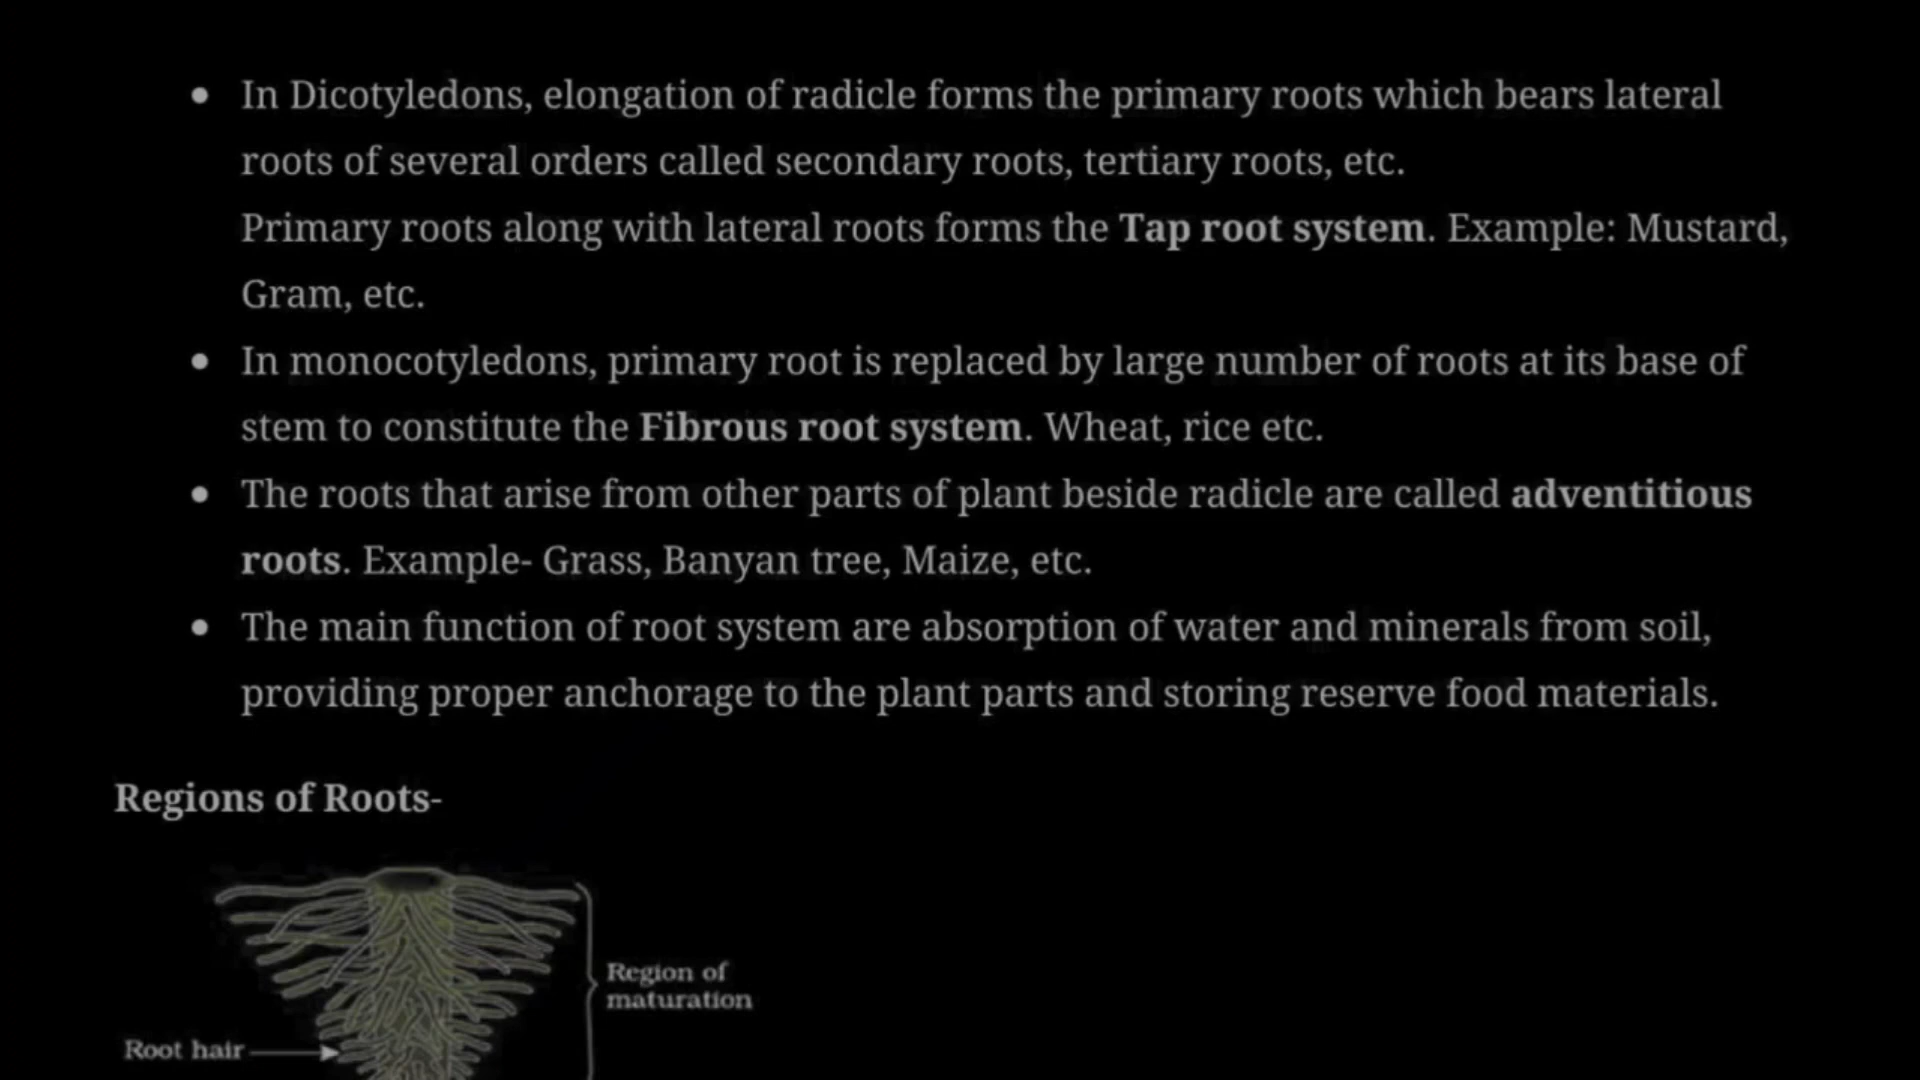 In Dicotyledons, elongation of radicle forms the primary roots which bears lateral
roots of several orders called secondary roots, tertiary roots, etc.
Primary roots along with lateral roots forms the Tap root system. Example: Mustard,
Gram, etc.
In monocotyledons, primary root is replaced by large number of roots at its base of
stem to constitute the Fibrous root system. Wheat, rice etc.
The roots that arise from other parts of plant beside radicle are called adventitious
roots. Example- Grass, Banyan tree, Maize, etc.
The main function of root system are absorption of water and minerals from soil,
providing proper anchorage to the plant parts and storing reserve food materials.
Regions of Roots-
Region of
maturation
Root hair